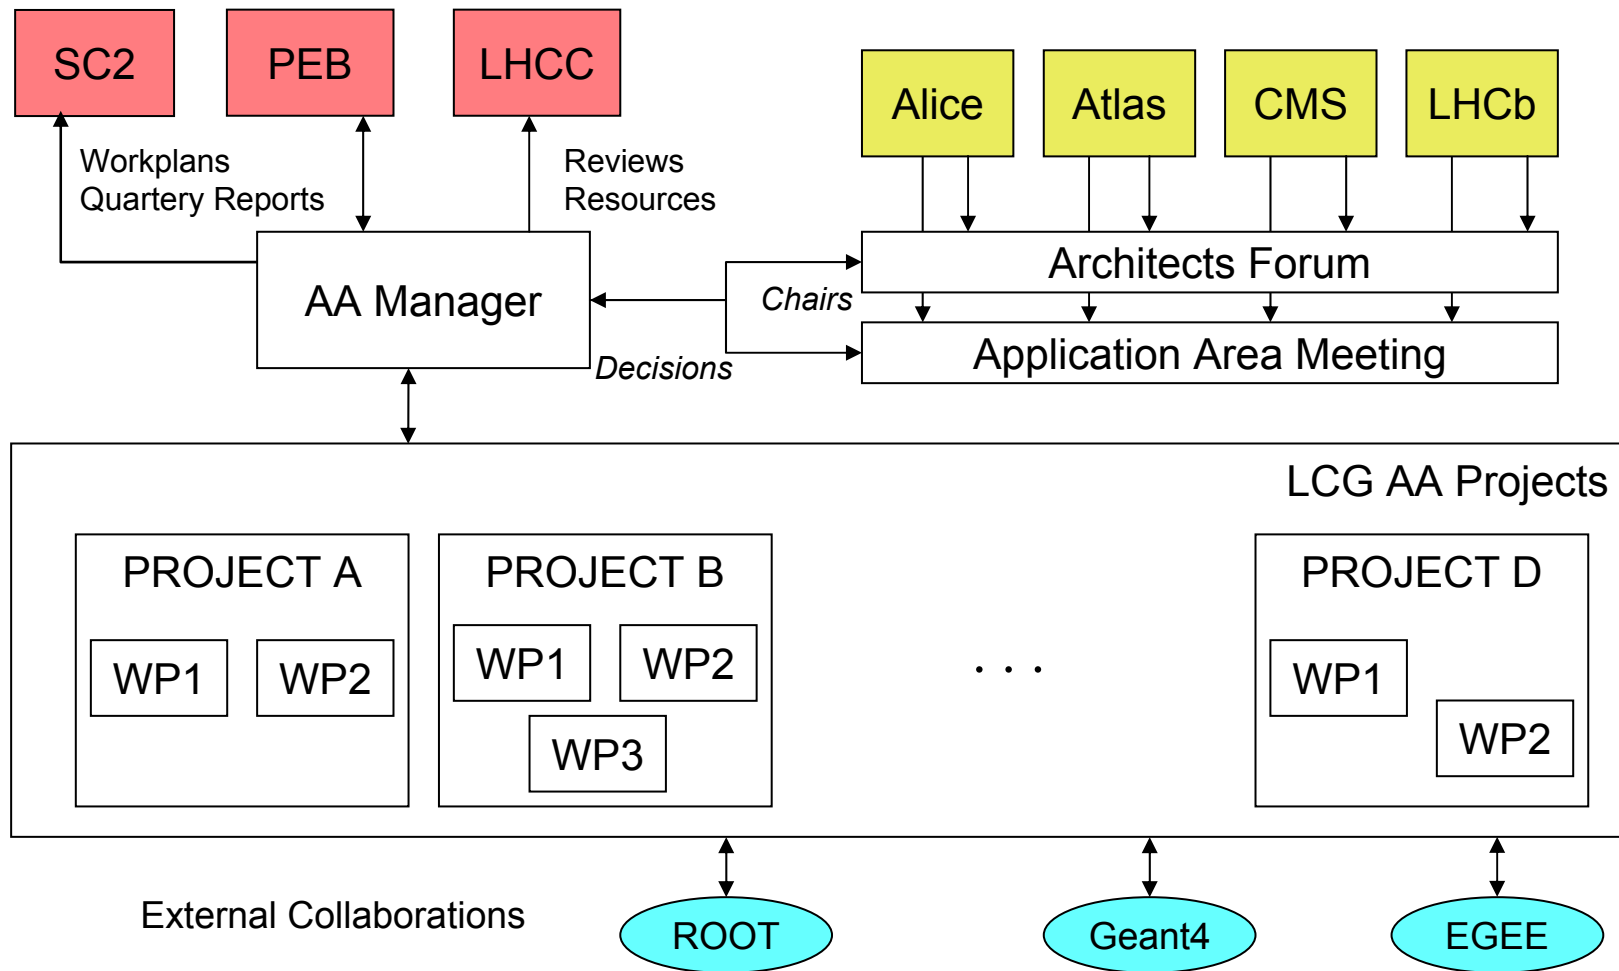 SC2
PEB
LHCC
Alice
Atlas
CMS
LHCb
Workplans
Quartery Reports
Reviews
Resources
AA Manager
Architects Forum
Chairs
Application Area Meeting
Decisions
LCG AA Projects
PROJECT A
WP1
WP2
PROJECT B
WP1
WP2
WP3
. . .
PROJECT D
WP1
WP2
External Collaborations
ROOT
Geant4
EGEE